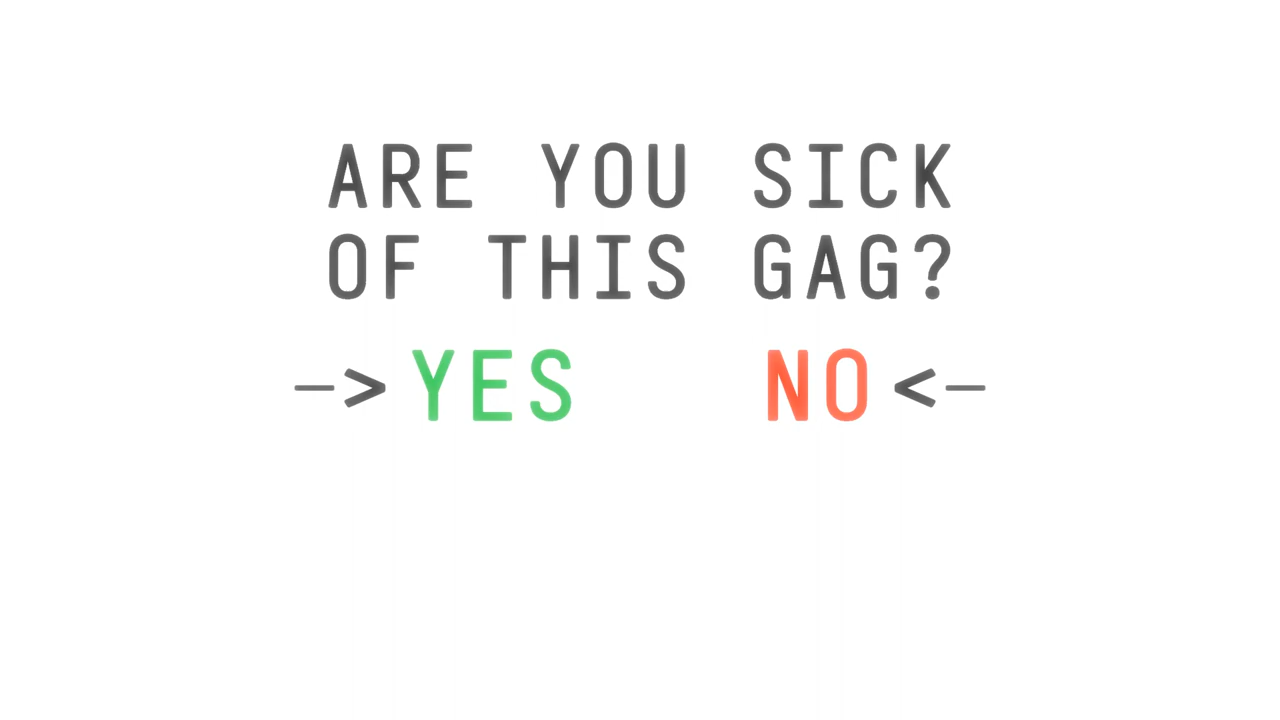 ARE YOU SICK
OF THIS GAG?
—> YES NO <—